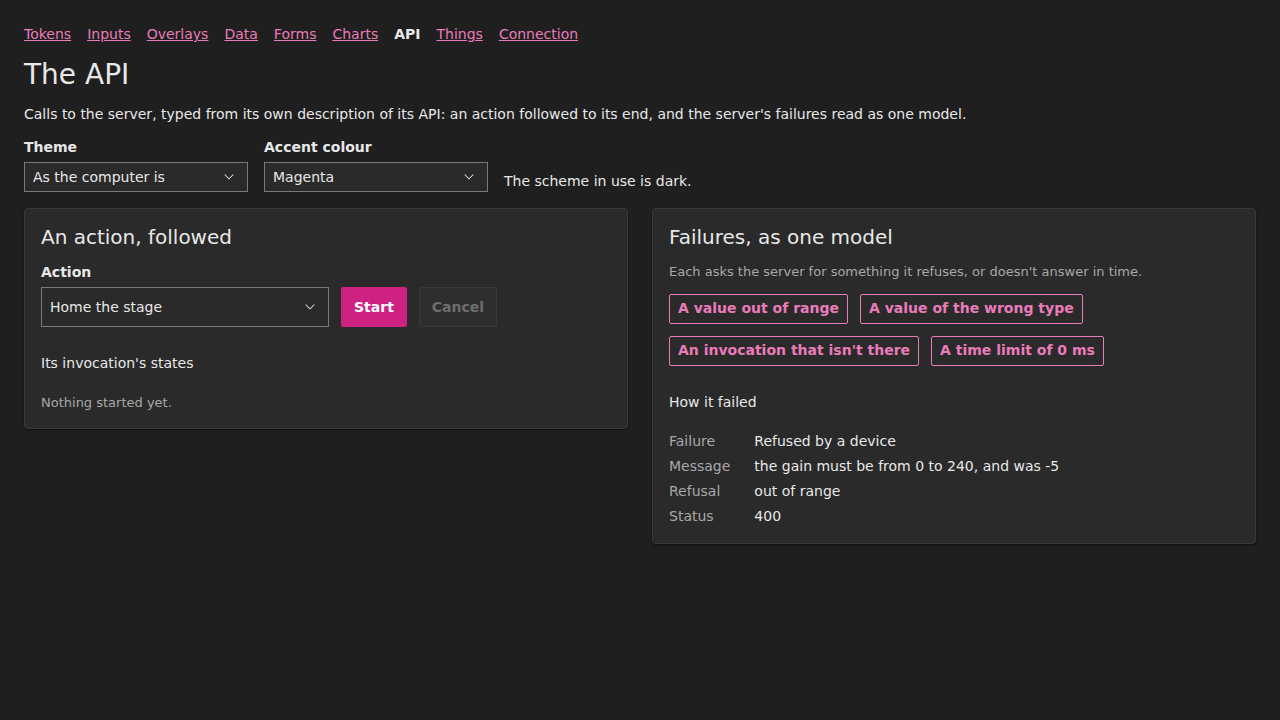 Tokens Inputs Overlays Data Forms Charts API Things Connection
The API
Calls to the server, typed from its own description of its API: an action followed to its end, and the server's failures read as one model.
Theme
Accent colour
As the computer is
Magenta
The scheme in use is dark.
An action, followed
Action
Home the stage
Start
Cancel
Its invocation's states
Nothing started yet.
Failures, as one model
Each asks the server for something it refuses, or doesn't answer in time.
A value out of range
A value of the wrong type
An invocation that isn't there
A time limit of 0 ms
How it failed
Failure Refused by a device
Message the gain must be from 0 to 240, and was -5
Refusal out of range
Status 400